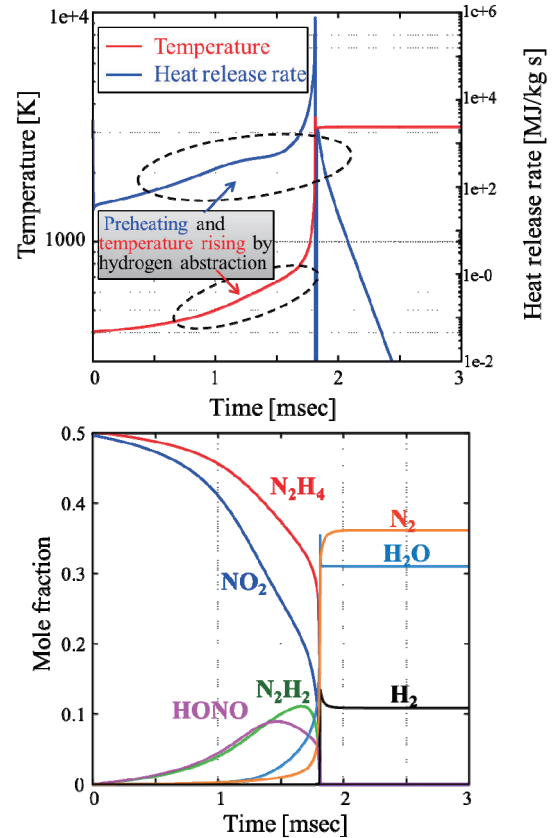 1e+4
1e+6
Temperature
Heat release rate
1e+4
Temperature [K]
Heat release rate [MJ/kg s]
1e+2
Preheating and
temperature rising by
hydrogen abstraction
1000
1e-0
1e-2
0 1 2 3
Time [msec]
0.5
0.4
N₂H₄
N₂
H₂O
0.3
NO₂
Mole fraction
0.2
N₂H₂
HONO
H₂
0.1
0
0 1 2 3
Time [msec]